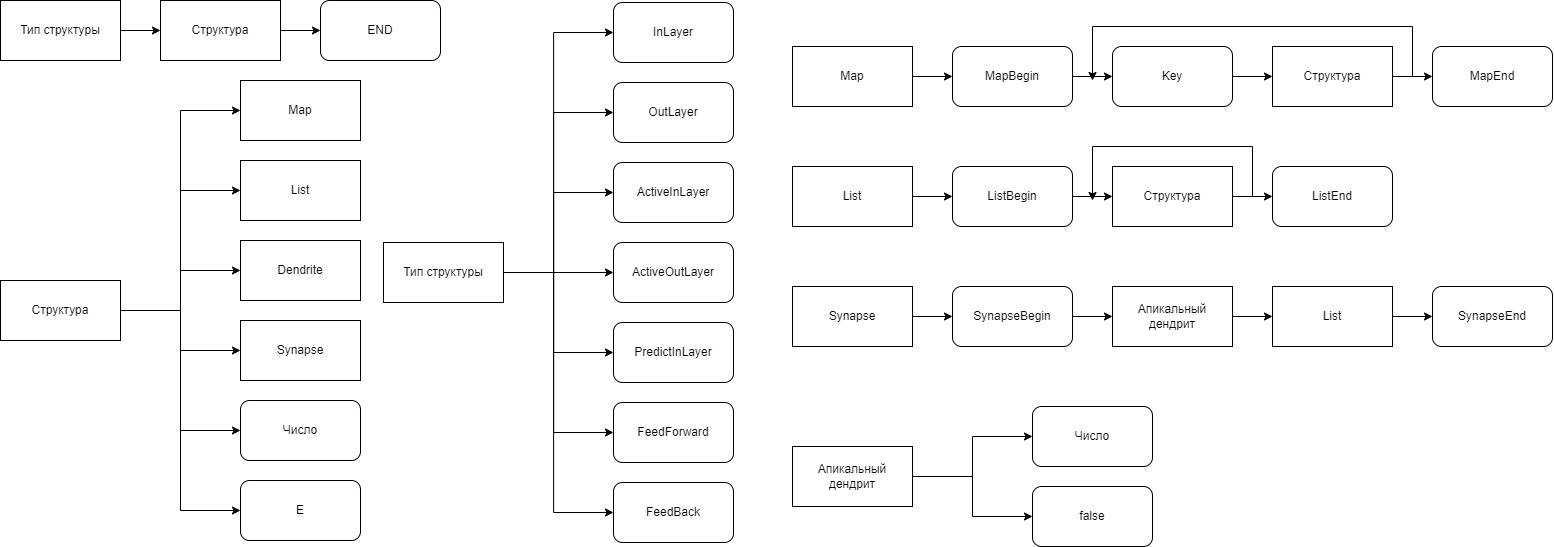 Тип структуры
Структура
END
Структура
Map
List
Dendrite
Synapse
Число
E
Тип структуры
InLayer
OutLayer
ActiveInLayer
ActiveOutLayer
PredictInLayer
FeedForward
FeedBack
Map
MapBegin
Key
Структура
MapEnd
List
ListBegin
Структура
ListEnd
Synapse
SynapseBegin
Апикальный
дендрит
List
SynapseEnd
Апикальный
дендрит
Число
false